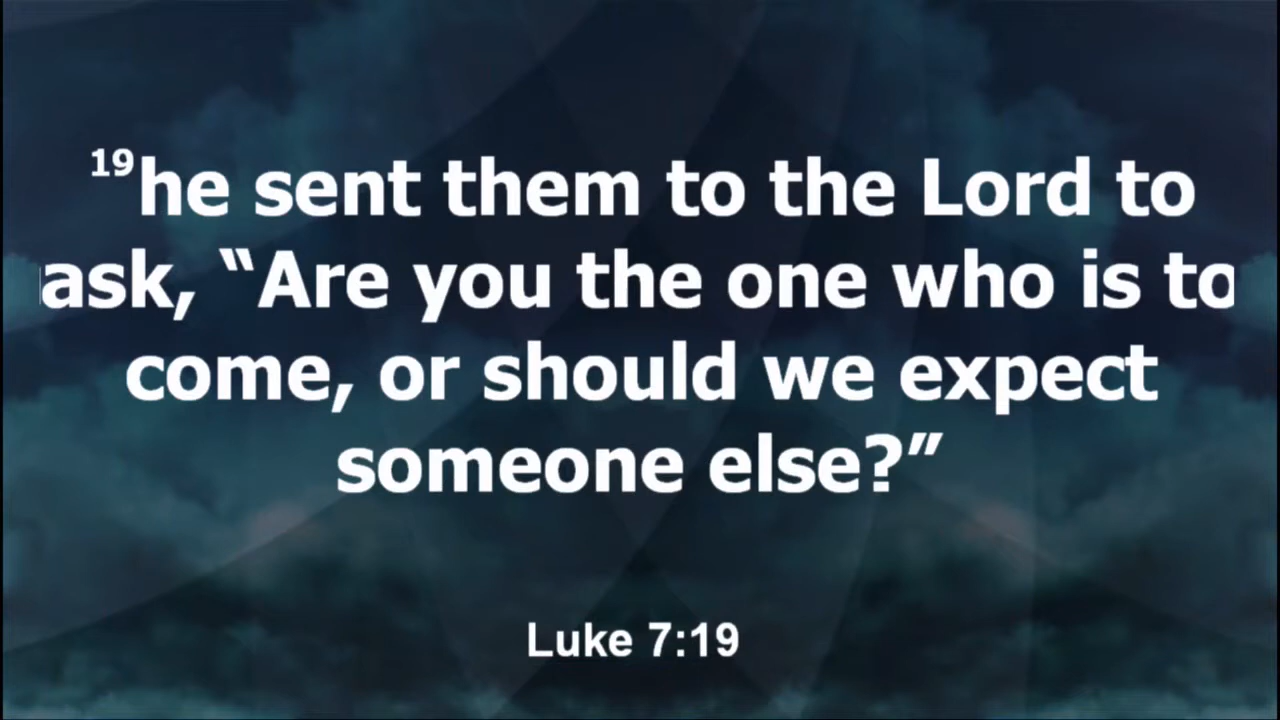 19he sent them to the Lord to
ask, “Are you the one who is to
come, or should we expect
someone else?”
Luke 7:19